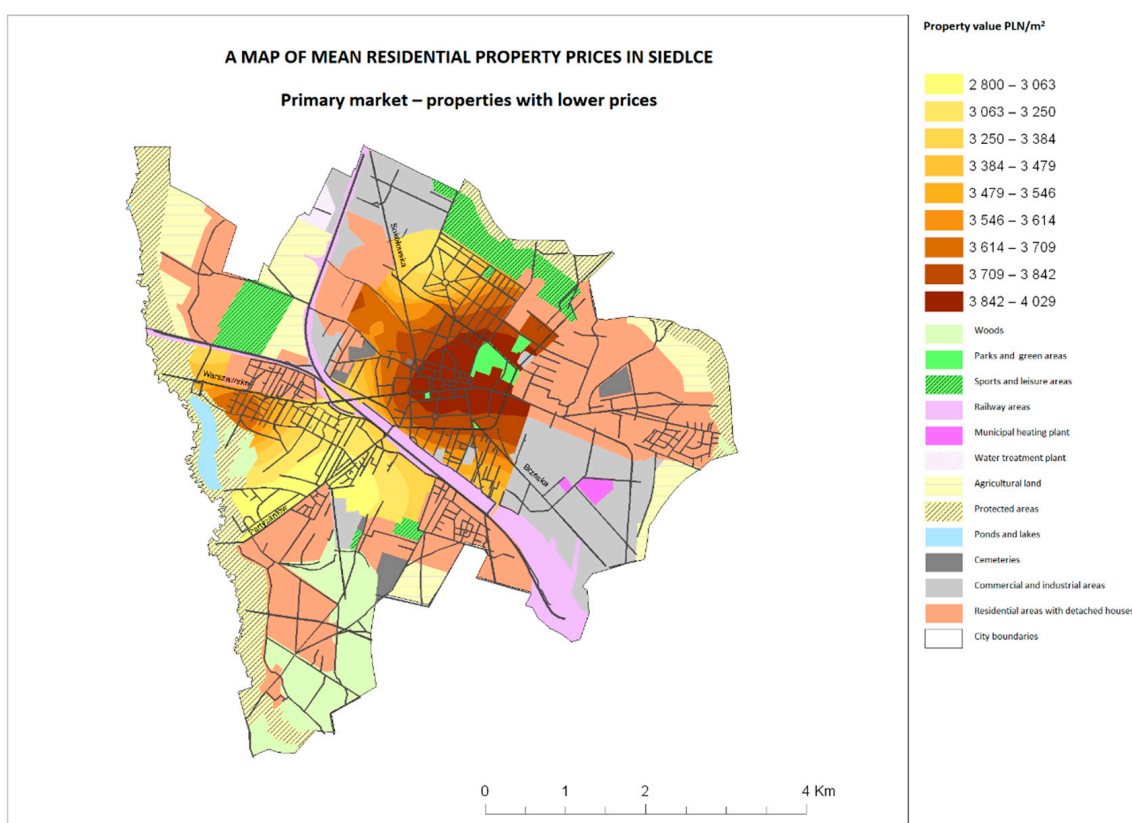 A MAP OF MEAN RESIDENTIAL PROPERTY PRICES IN SIEDLCE
Primary market – properties with lower prices
Sokołowska
Warszawska
Brzeska
0 1 2 4 Km
Property value PLN/m²
2 800 – 3 063
3 063 – 3 250
3 250 – 3 384
3 384 – 3 479
3 479 – 3 546
3 546 – 3 614
3 614 – 3 709
3 709 – 3 842
3 842 – 4 029
Woods
Parks and green areas
Sports and leisure areas
Railway areas
Municipal heating plant
Water treatment plant
Agricultural land
Protected areas
Ponds and lakes
Cemeteries
Commercial and industrial areas
Residential areas with detached houses
City boundaries